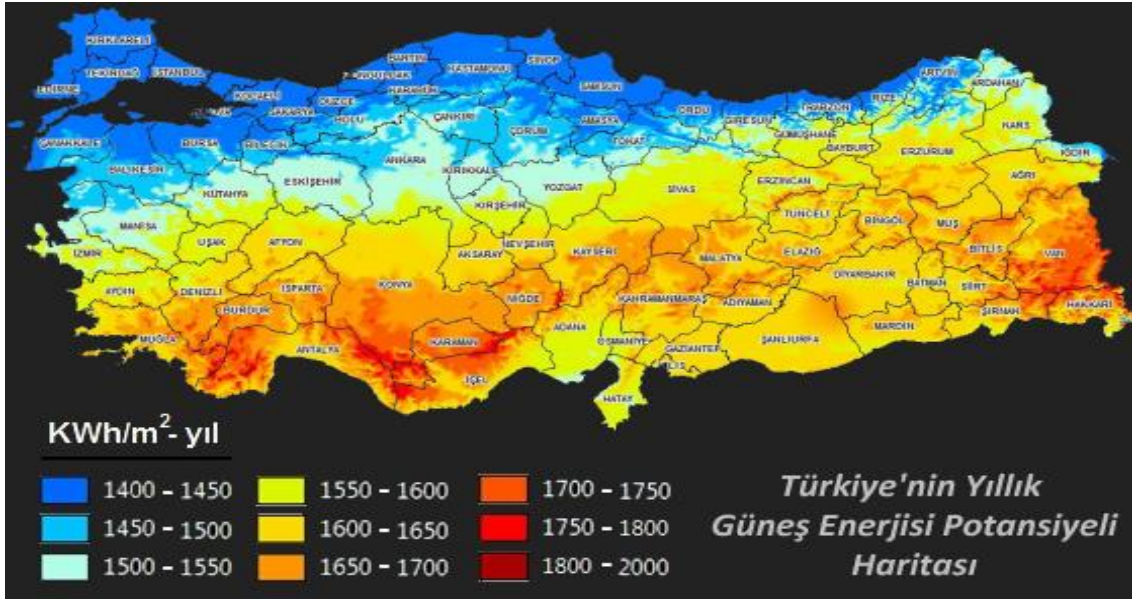 KIRKLARELİ
TEKİRDAĞ
İSTANBUL
EDİRNE
KOCAELİ
SAKARYA
DÜZCE
BOLU
ZONGULDAK
BARTIN
KARABÜK
KASTAMONU
SİNOP
SAMSUN
ORDU
GİRESUN
TRABZON
RİZE
ARTVİN
ARDAHAN
KARS
IĞDIR
ÇANAKKALE
BALIKESİR
BURSA
BİLECİK
ESKİŞEHİR
KÜTAHYA
ANKARA
ÇANKIRI
KIRIKKALE
ÇORUM
AMASYA
TOKAT
YOZGAT
KIRŞEHİR
SİVAS
GÜMÜŞHANE
BAYBURT
ERZURUM
ERZİNCAN
AĞRI
MANİSA
İZMİR
UŞAK
AFYON
AKSARAY
NEVŞEHİR
KAYSERİ
MALATYA
TUNCELİ
ELAZIĞ
BİNGÖL
MUŞ
BİTLİS
VAN
AYDIN
DENİZLİ
ISPARTA
BURDUR
KONYA
NİĞDE
KAHRAMANMARAŞ
ADIYAMAN
DİYARBAKIR
BATMAN
SİİRT
ŞIRNAK
HAKKARİ
MUĞLA
ANTALYA
KARAMAN
İÇEL
ADANA
OSMANİYE
GAZİANTEP
ŞANLIURFA
MARDİN
HATAY
KWh/m²- yıl
1400 – 1450
1450 – 1500
1500 – 1550
1550 – 1600
1600 – 1650
1650 – 1700
1700 – 1750
1750 – 1800
1800 – 2000
Türkiye'nin Yıllık
Güneş Enerjisi Potansiyeli
Haritası